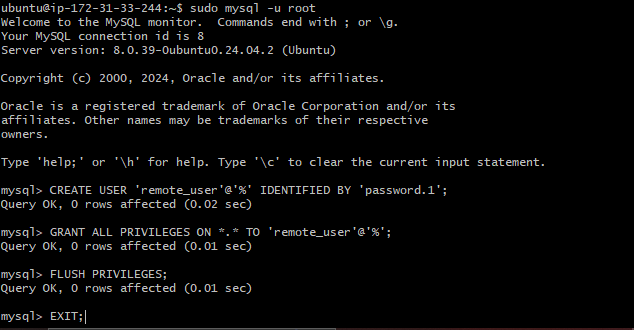 ubuntu@ip-172-31-33-244:~$ sudo mysql -u root
Welcome to the MySQL monitor.  Commands end with ; or \g.
Your MySQL connection id is 8
Server version: 8.0.39-0ubuntu0.24.04.2 (Ubuntu)

Copyright (c) 2000, 2024, Oracle and/or its affiliates.

Oracle is a registered trademark of Oracle Corporation and/or its
affiliates. Other names may be trademarks of their respective
owners.

Type 'help;' or '\h' for help. Type '\c' to clear the current input statement.

mysql> CREATE USER 'remote_user'@'%' IDENTIFIED BY 'password.1';
Query OK, 0 rows affected (0.02 sec)

mysql> GRANT ALL PRIVILEGES ON *.* TO 'remote_user'@'%';
Query OK, 0 rows affected (0.01 sec)

mysql> FLUSH PRIVILEGES;
Query OK, 0 rows affected (0.01 sec)

mysql> EXIT;